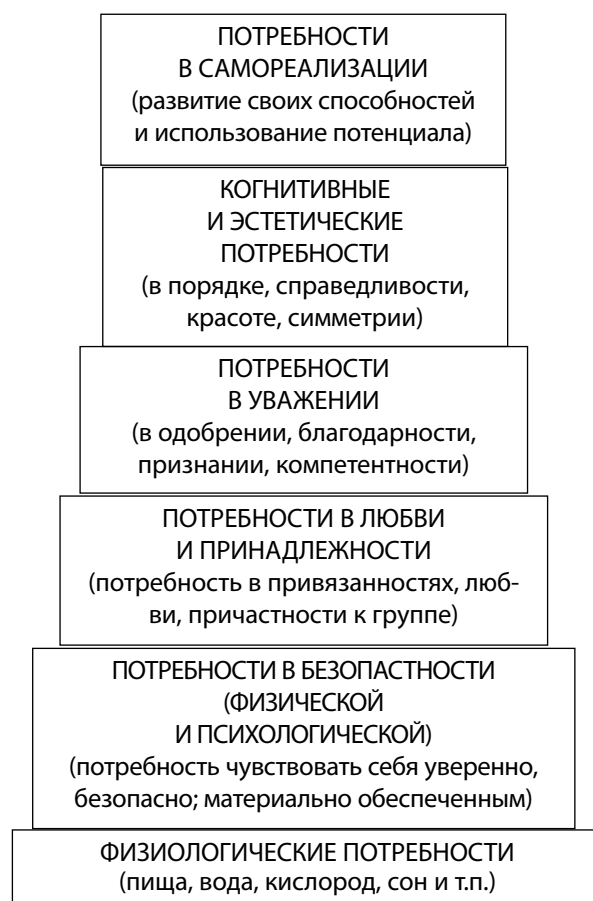 ПОТРЕБНОСТИ
В САМОРЕАЛИЗАЦИИ
(развитие своих способностей
и использование потенциала)
КОГНИТИВНЫЕ
И ЭСТЕТИЧЕСКИЕ
ПОТРЕБНОСТИ
(в порядке, справедливости,
красоте, симметрии)
ПОТРЕБНОСТИ
В УВАЖЕНИИ
(в одобрении, благодарности,
признании, компетентности)
ПОТРЕБНОСТИ В ЛЮБВИ
И ПРИНАДЛЕЖНОСТИ
(потребность в привязанностях, люб-
ви, причастности к группе)
ПОТРЕБНОСТИ В БЕЗОПАСТНОСТИ
(ФИЗИЧЕСКОЙ
И ПСИХОЛОГИЧЕСКОЙ)
(потребность чувствовать себя уверенно,
безопасно; материально обеспеченным)
ФИЗИОЛОГИЧЕСКИЕ ПОТРЕБНОСТИ
(пища, вода, кислород, сон и т.п.)